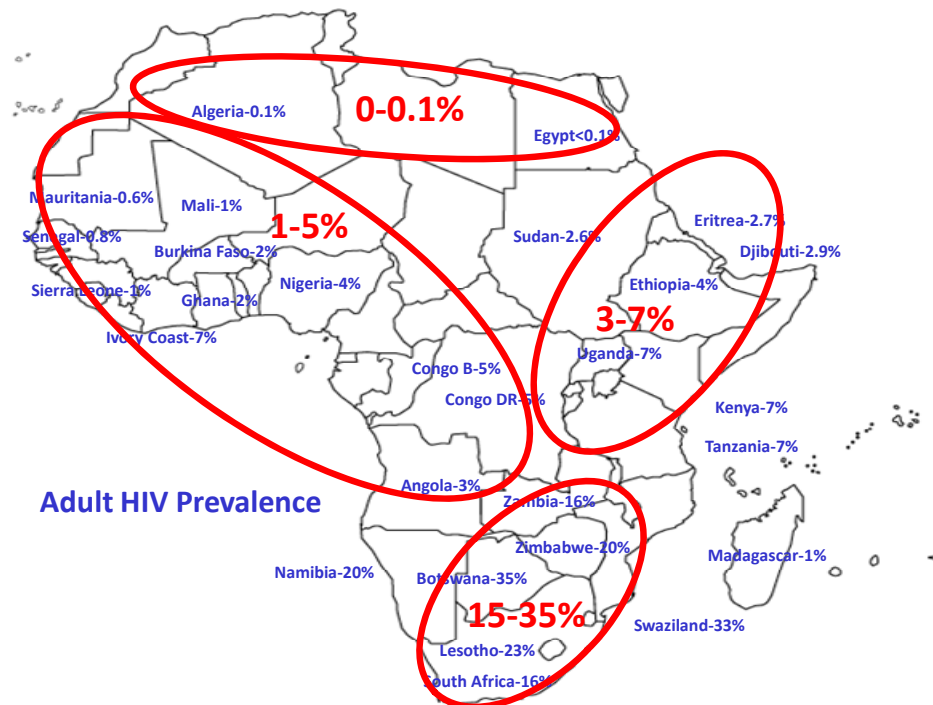 Algeria-0.1%
0-0.1%
Egypt<0.1%
Mauritania-0.6%
Mali-1%
1-5%
Senegal-0.8%
Burkina Faso-2%
Sudan-2.6%
Eritrea-2.7%
Djibouti-2.9%
Sierra Leone-1%
Ghana-2%
Nigeria-4%
Ethiopia-4%
3-7%
Ivory Coast-7%
Uganda-7%
Congo B-5%
Congo DR-5%
Kenya-7%
Tanzania-7%
Angola-3%
Adult HIV Prevalence
Zambia-16%
Zimbabwe-20%
Madagascar-1%
Namibia-20%
Botswana-35%
15-35%
Swaziland-33%
Lesotho-23%
South Africa-16%